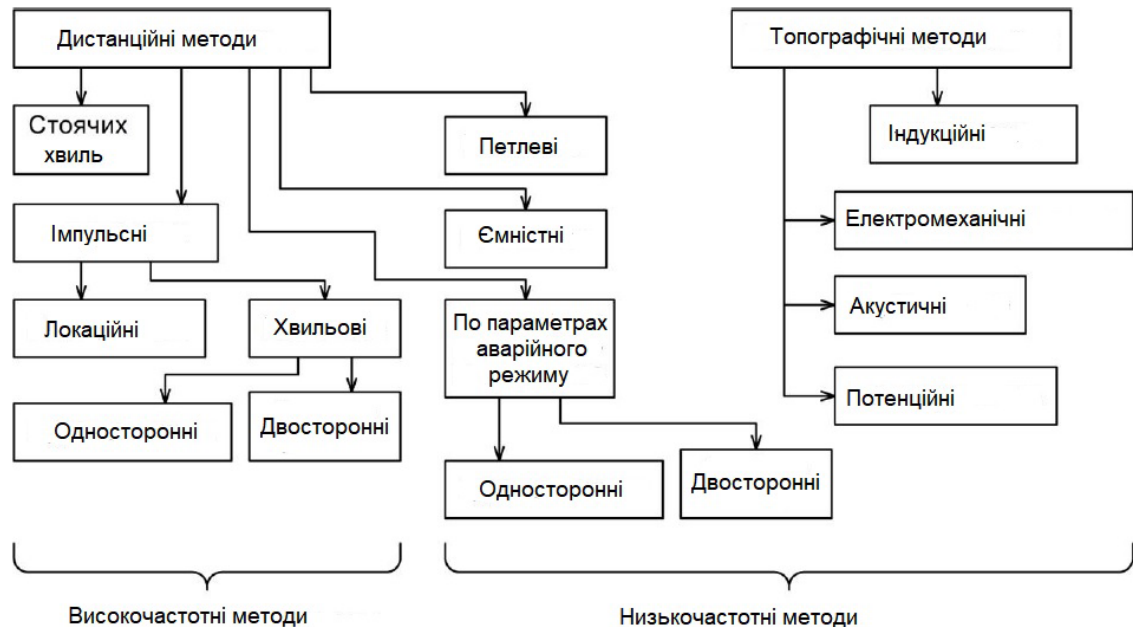 Дистанційні методи
Топографічні методи
Стоячих
хвиль
Петлеві
Індукційні
Імпульсні
Ємністні
Електромеханічні
Локаційні
Хвильові
По параметрах
аварійного
режиму
Акустичні
Потенційні
Односторонні
Двосторонні
Односторонні
Двосторонні
Високочастотні методи
Низькочастотні методи